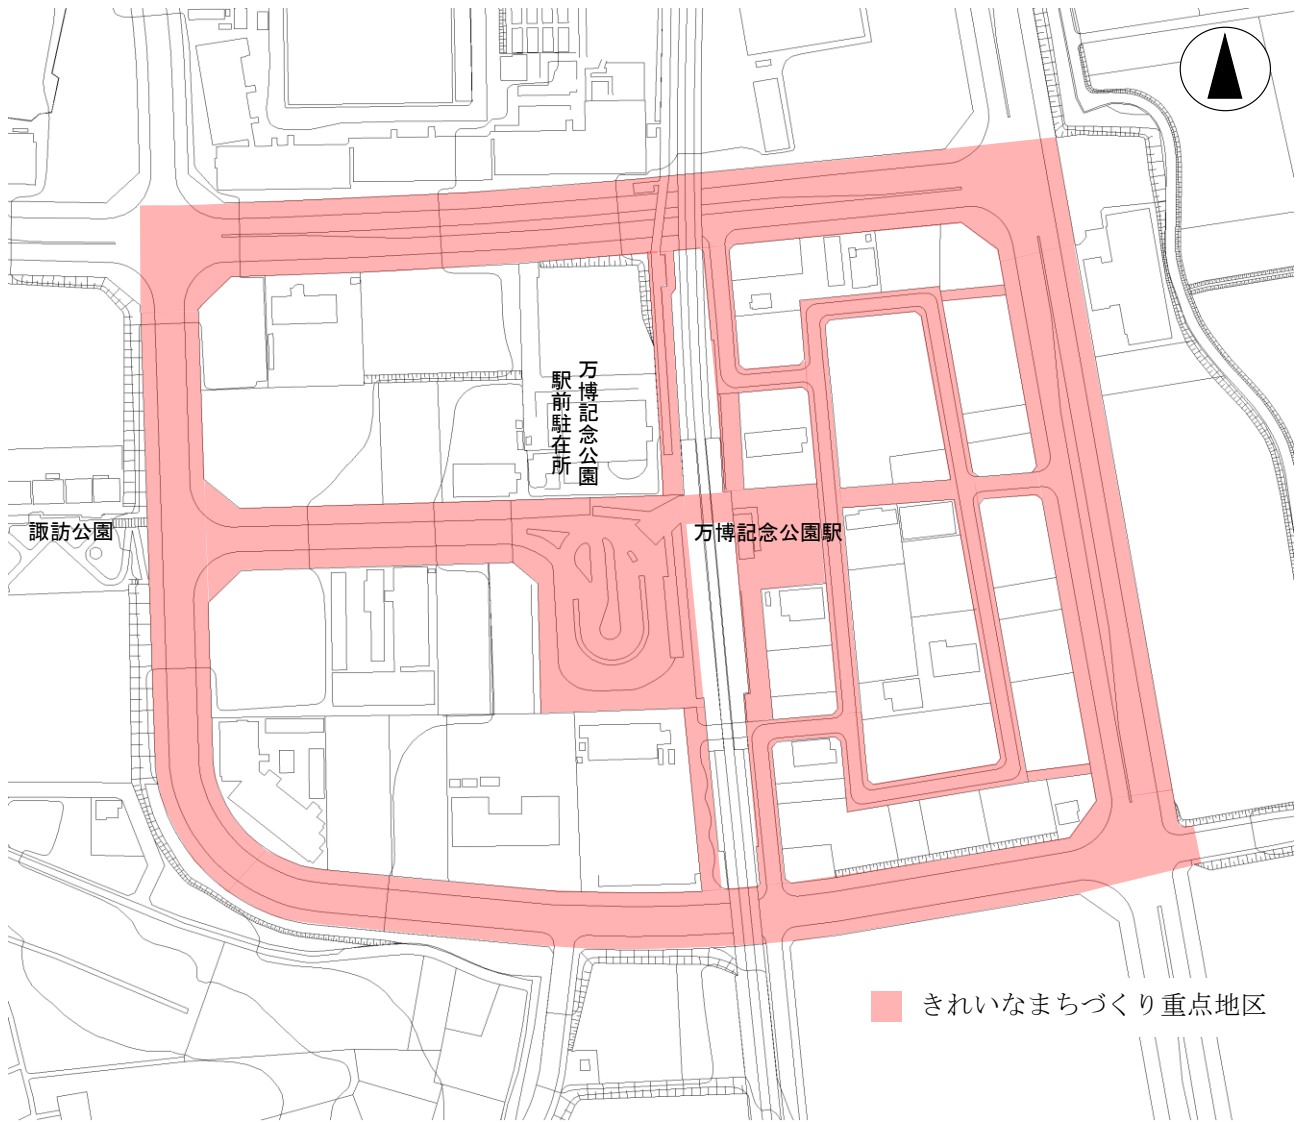 万博記念公園
駅前駐在所
諏訪公園
万博記念公園駅
きれいなまちづくり重点地区